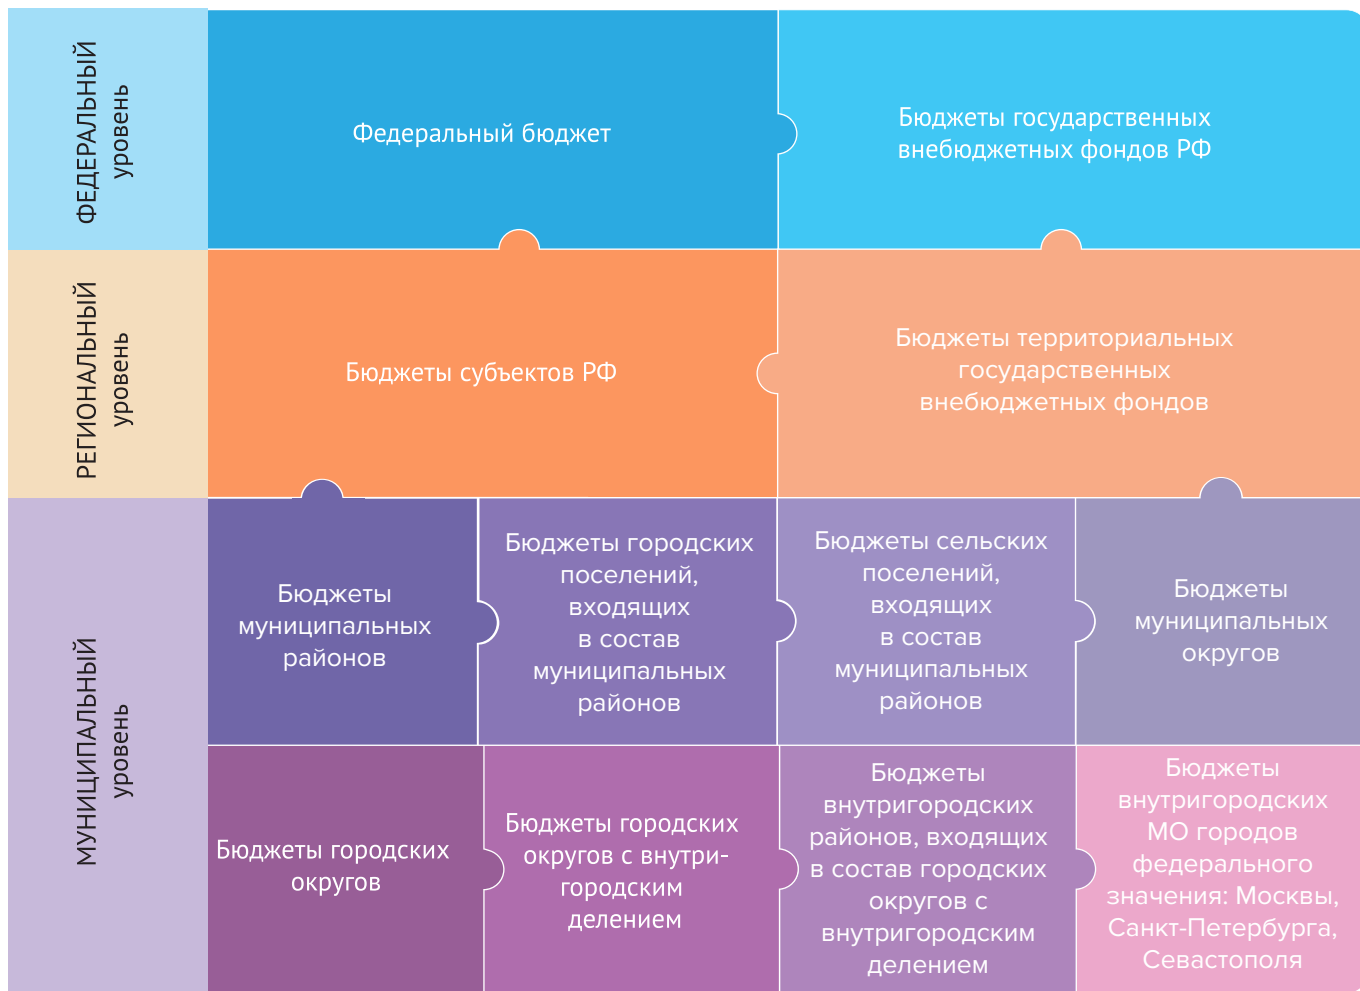 ФЕДЕРАЛЬНЫЙ
уровень
Федеральный бюджет
Бюджеты государственных
внебюджетных фондов РФ
РЕГИОНАЛЬНЫЙ
уровень
Бюджеты субъектов РФ
Бюджеты территориальных
государственных
внебюджетных фондов
МУНИЦИПАЛЬНЫЙ
уровень
Бюджеты
муниципальных
районов
Бюджеты городских
поселений,
входящих
в состав
муниципальных
районов
Бюджеты сельских
поселений,
входящих
в состав
муниципальных
районов
Бюджеты
муниципальных
округов
Бюджеты городских
округов
Бюджеты городских
округов с внутри-
городским
делением
Бюджеты
внутригородских
районов, входящих
в состав городских
округов с
внутригородским
делением
Бюджеты
внутригородских
МО городов
федерального
значения: Москвы,
Санкт-Петербурга,
Севастополя